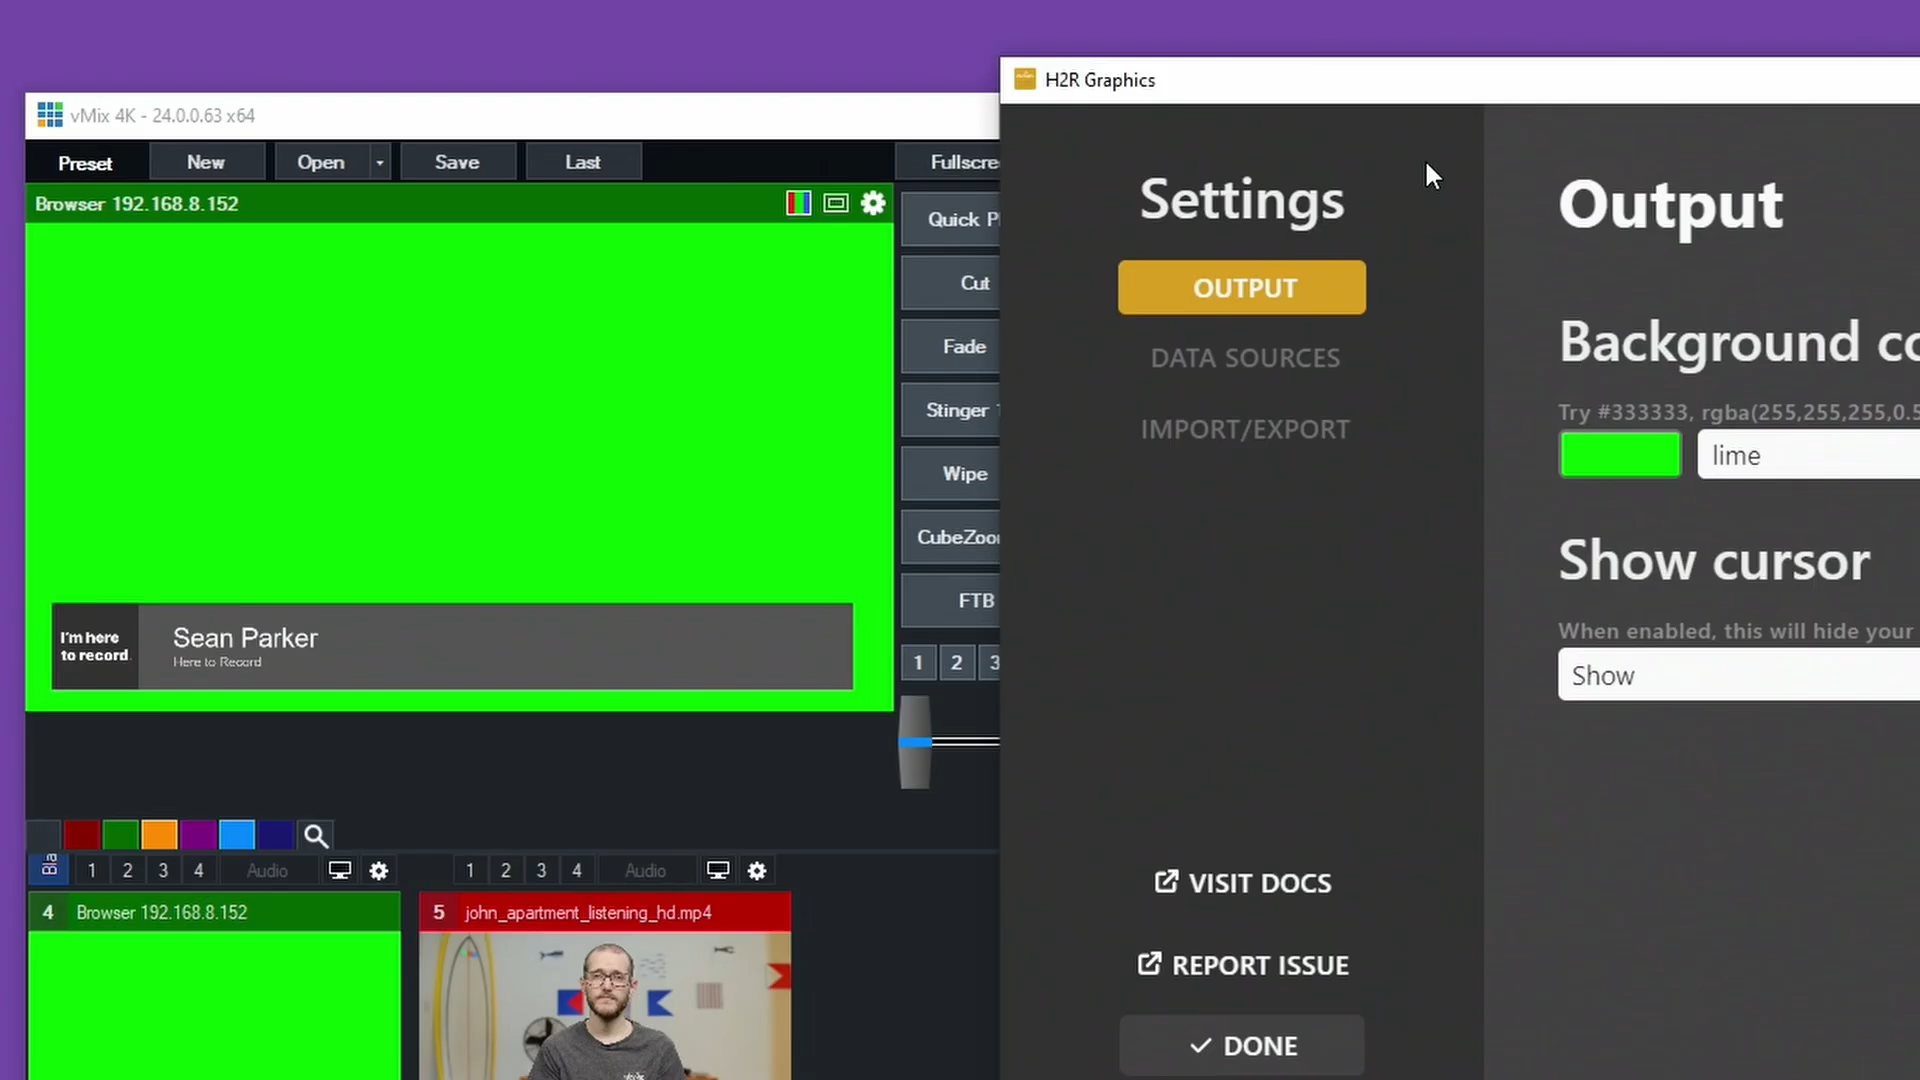 vMix 4K - 24.0.0.63 x64
Preset
New
Open
Save
Last
Fullscre
Browser 192.168.8.152
Quick P
Cut
Fade
Stinger 1
Wipe
CubeZoo
FTB
1 2 3
I'm here
to record.
Sean Parker
Here to Record
1 2 3 4 Audio
1 2 3 4 Audio
4 Browser 192.168.8.152
5 john_apartment_listening_hd.mp4
H2R Graphics
Settings
OUTPUT
DATA SOURCES
IMPORT/EXPORT
VISIT DOCS
REPORT ISSUE
DONE
Output
Background co
Try #333333, rgba(255,255,255,0.5
lime
Show cursor
When enabled, this will hide your
Show